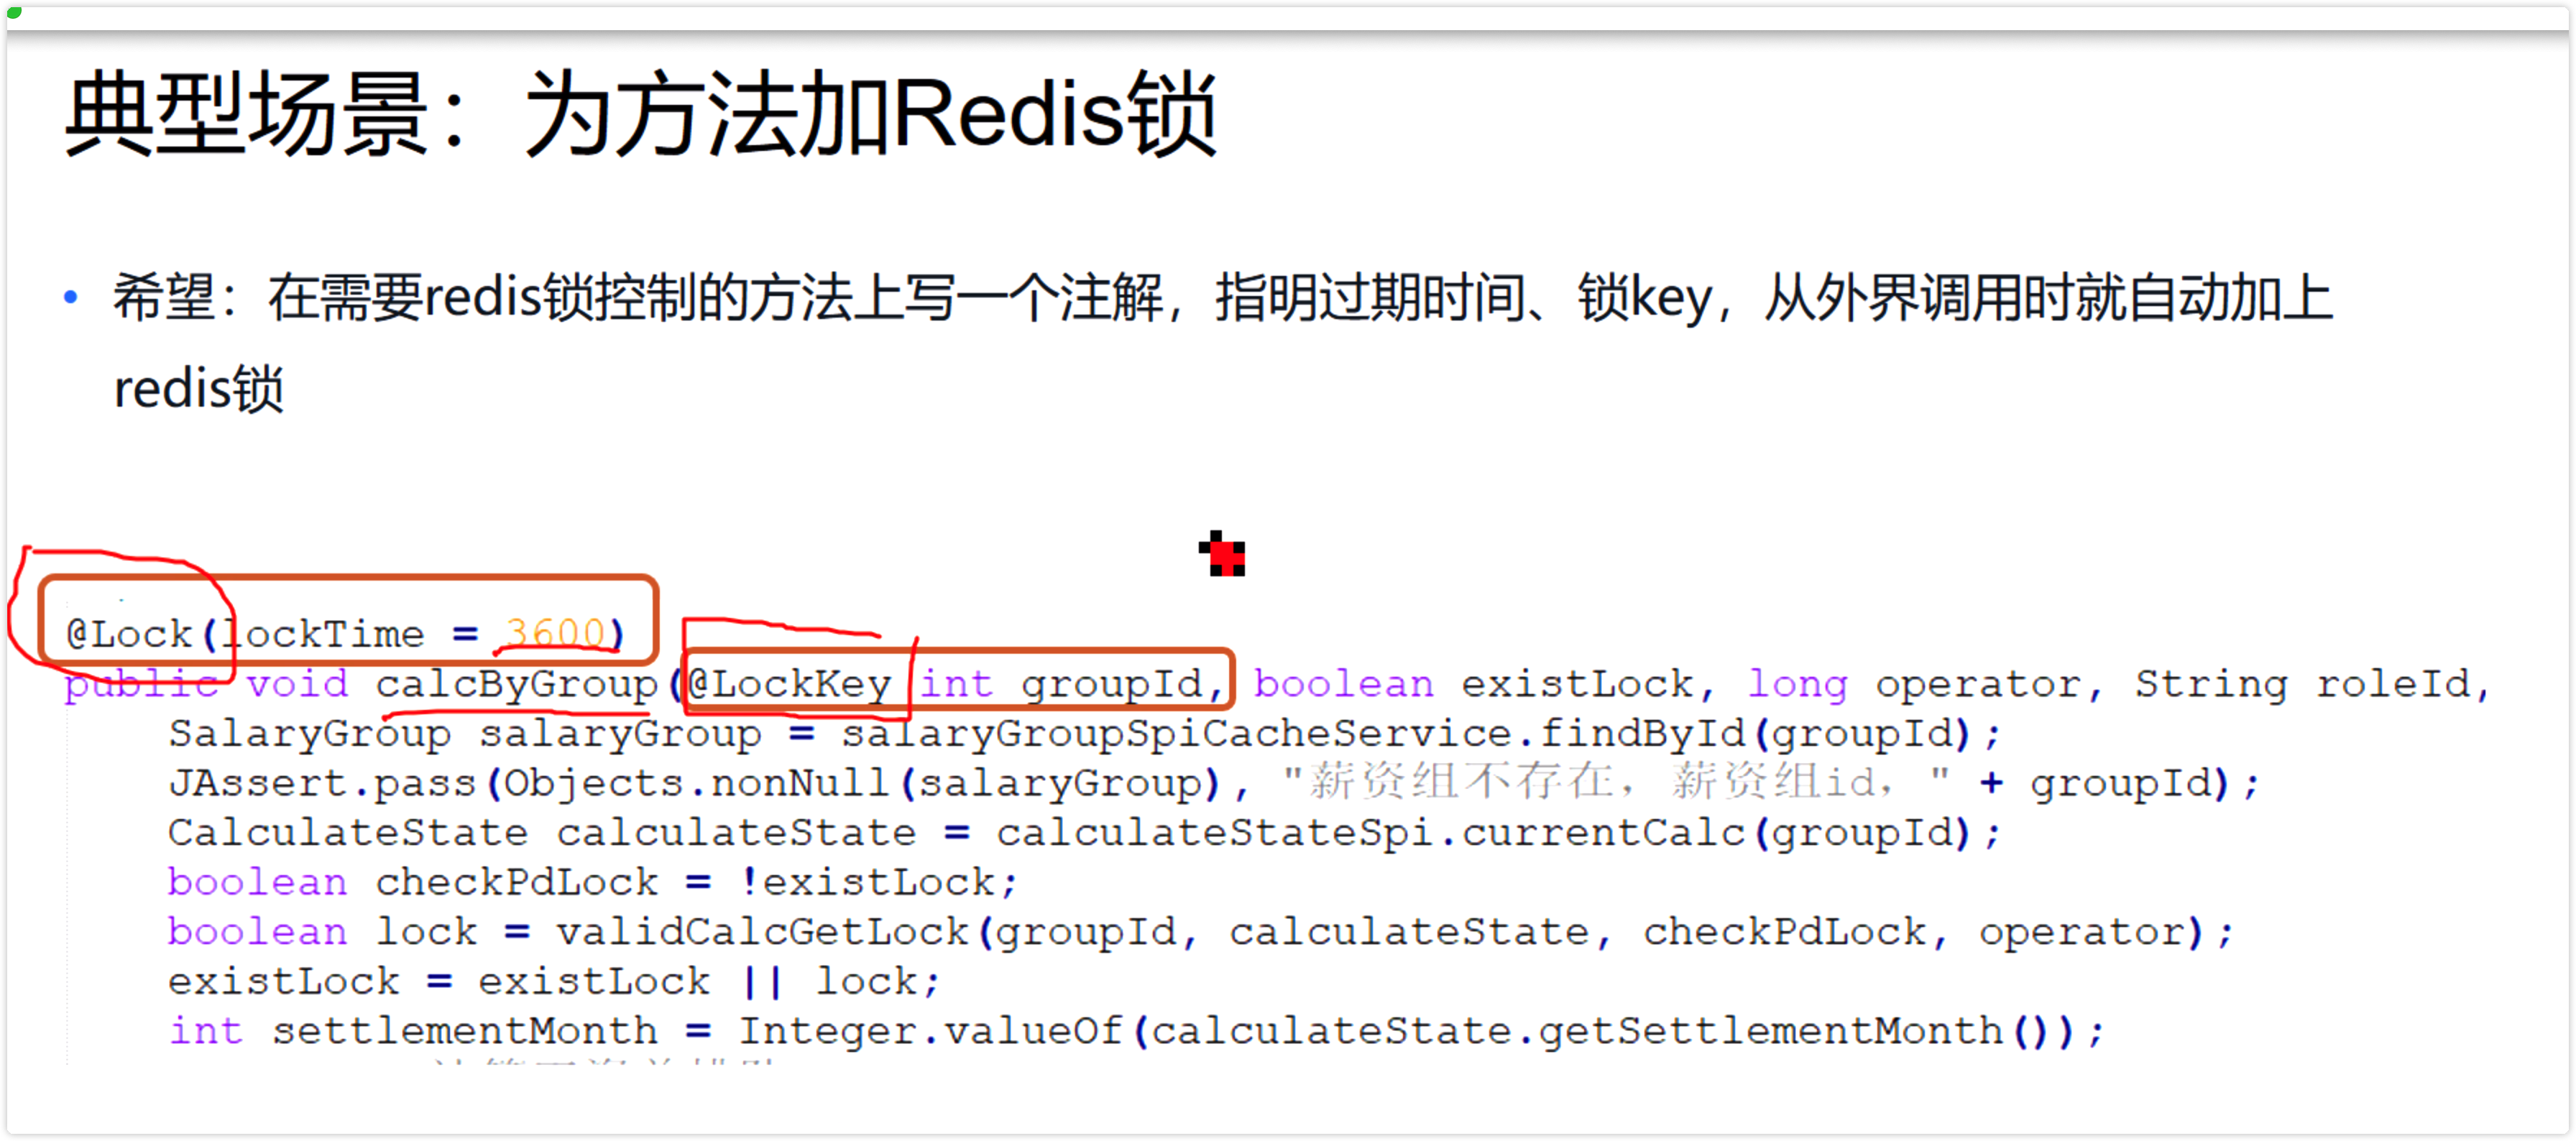 典型场景：为方法加Redis锁
• 希望：在需要redis锁控制的方法上写一个注解，指明过期时间、锁key，从外界调用时就自动加上
redis锁
@Lock(lockTime = 3600)
public void calcByGroup(@LockKey int groupId, boolean existLock, long operator, String roleId,
SalaryGroup salaryGroup = salaryGroupSpiCacheService.findById(groupId);
JAssert.pass(Objects.nonNull(salaryGroup), "薪资组不存在，薪资组id，" + groupId);
CalculateState calculateState = calculateStateSpi.currentCalc(groupId);
boolean checkPdLock = !existLock;
boolean lock = validCalcGetLock(groupId, calculateState, checkPdLock, operator);
existLock = existLock || lock;
int settlementMonth = Integer.valueOf(calculateState.getSettlementMonth());